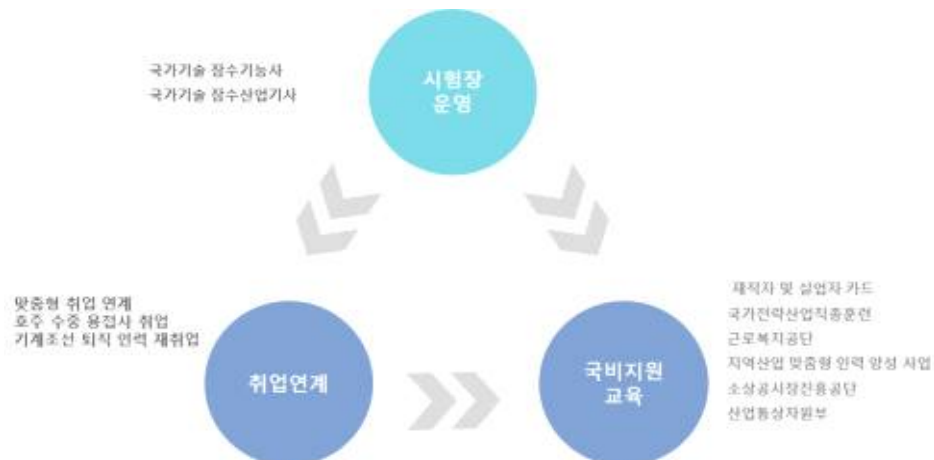 국가기술 잠수기능사
국가기술 잠수산업기사
시험장
운영
맞춤형 취업 연계
호주 수중 용접사 취업
기계조선 퇴직 인력 재취업
취업연계
국비지원
교육
재직자 및 실업자 카드
국가전략산업직종훈련
근로복지공단
지역산업 맞춤형 인력 양성 사업
소상공시장진흥공단
산업통상자원부